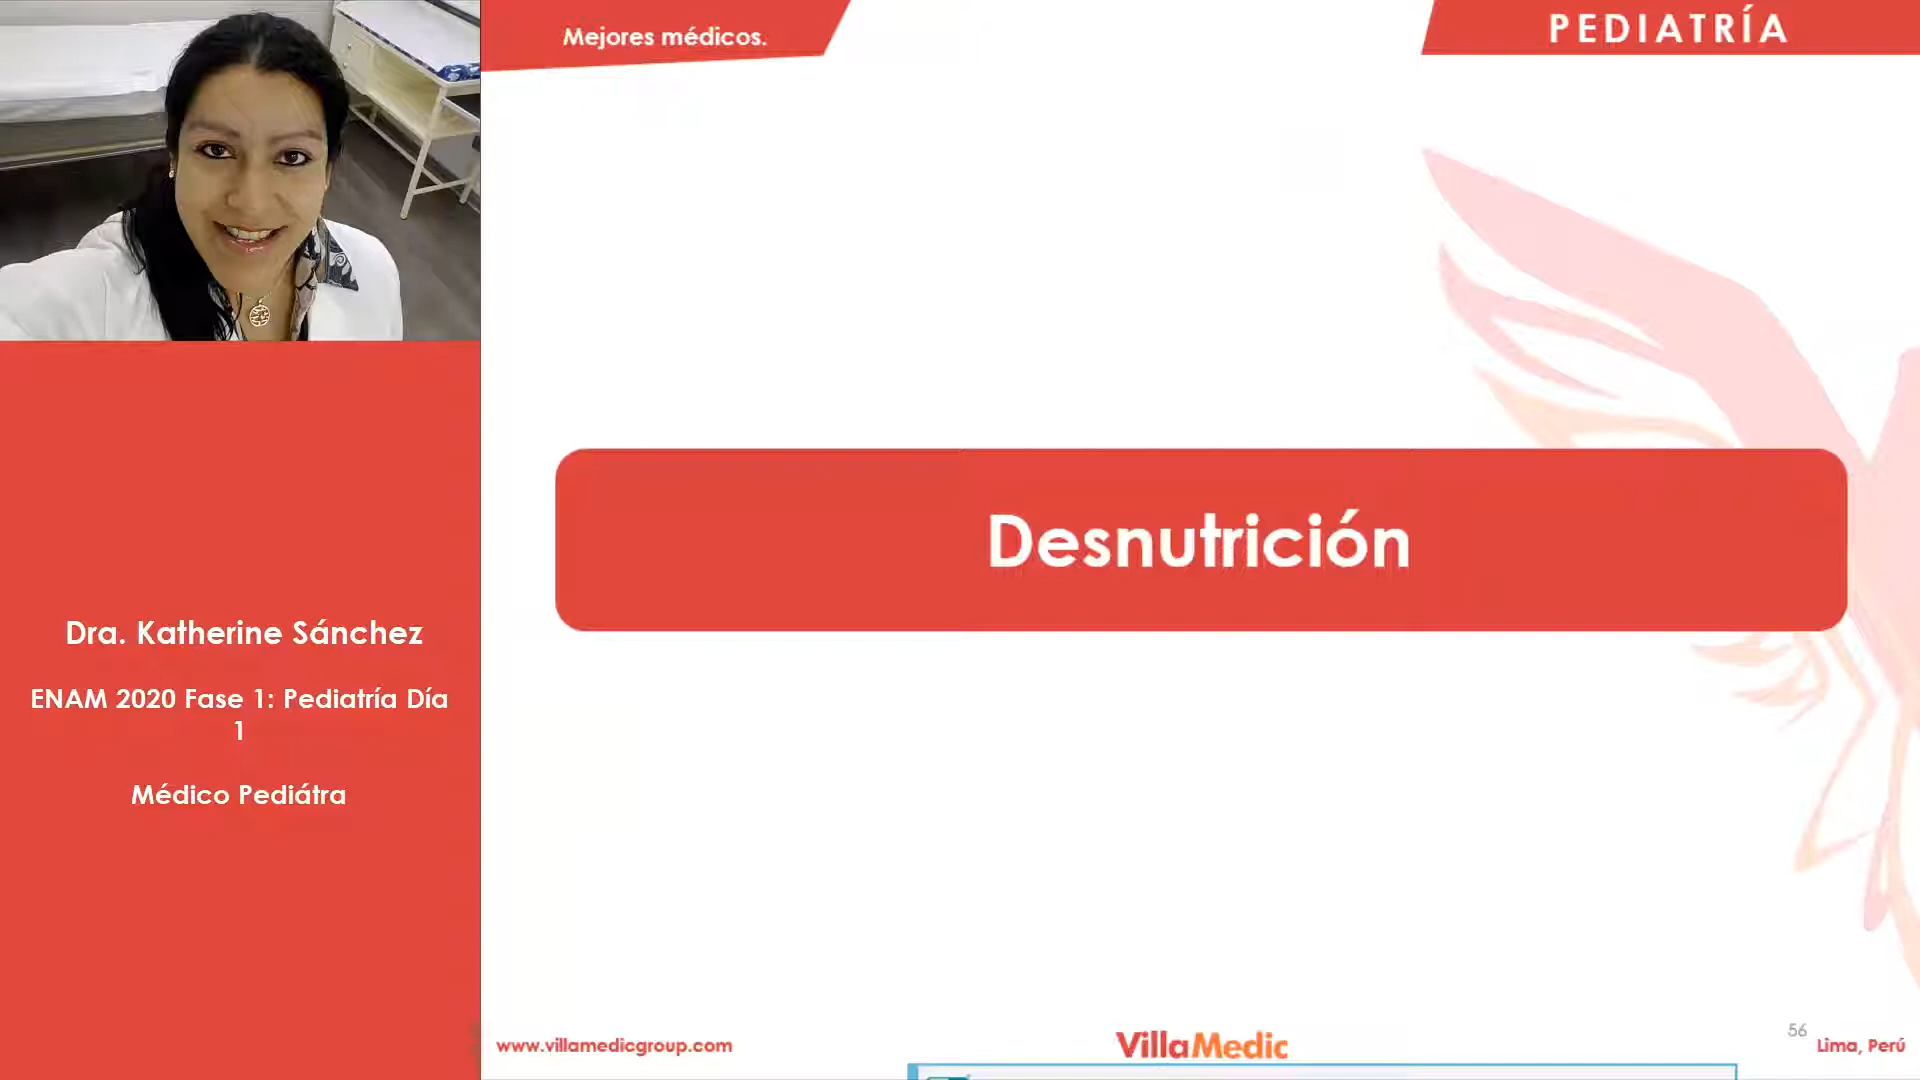 Mejores médicos.
PEDIATRÍA
Desnutrición
Dra. Katherine Sánchez
ENAM 2020 Fase 1: Pediatría Día
1
Médico Pediátra
www.villamedicgroup.com
VillaMedic
56
Lima, Perú